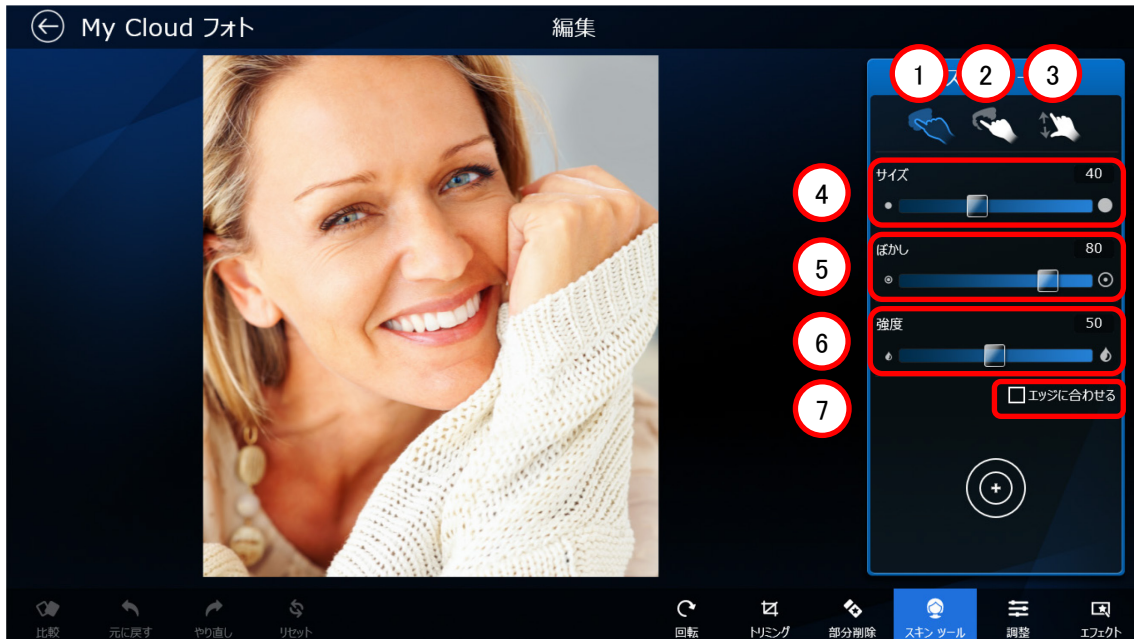 My Cloud フォト
編集
1
2
3
4
サイズ
40
5
ぼかし
80
6
強度
50
7
エッジに合わせる
比較
元に戻す
やり直し
リセット
回転
トリミング
部分削除
スキン ツール
調整
エフェクト